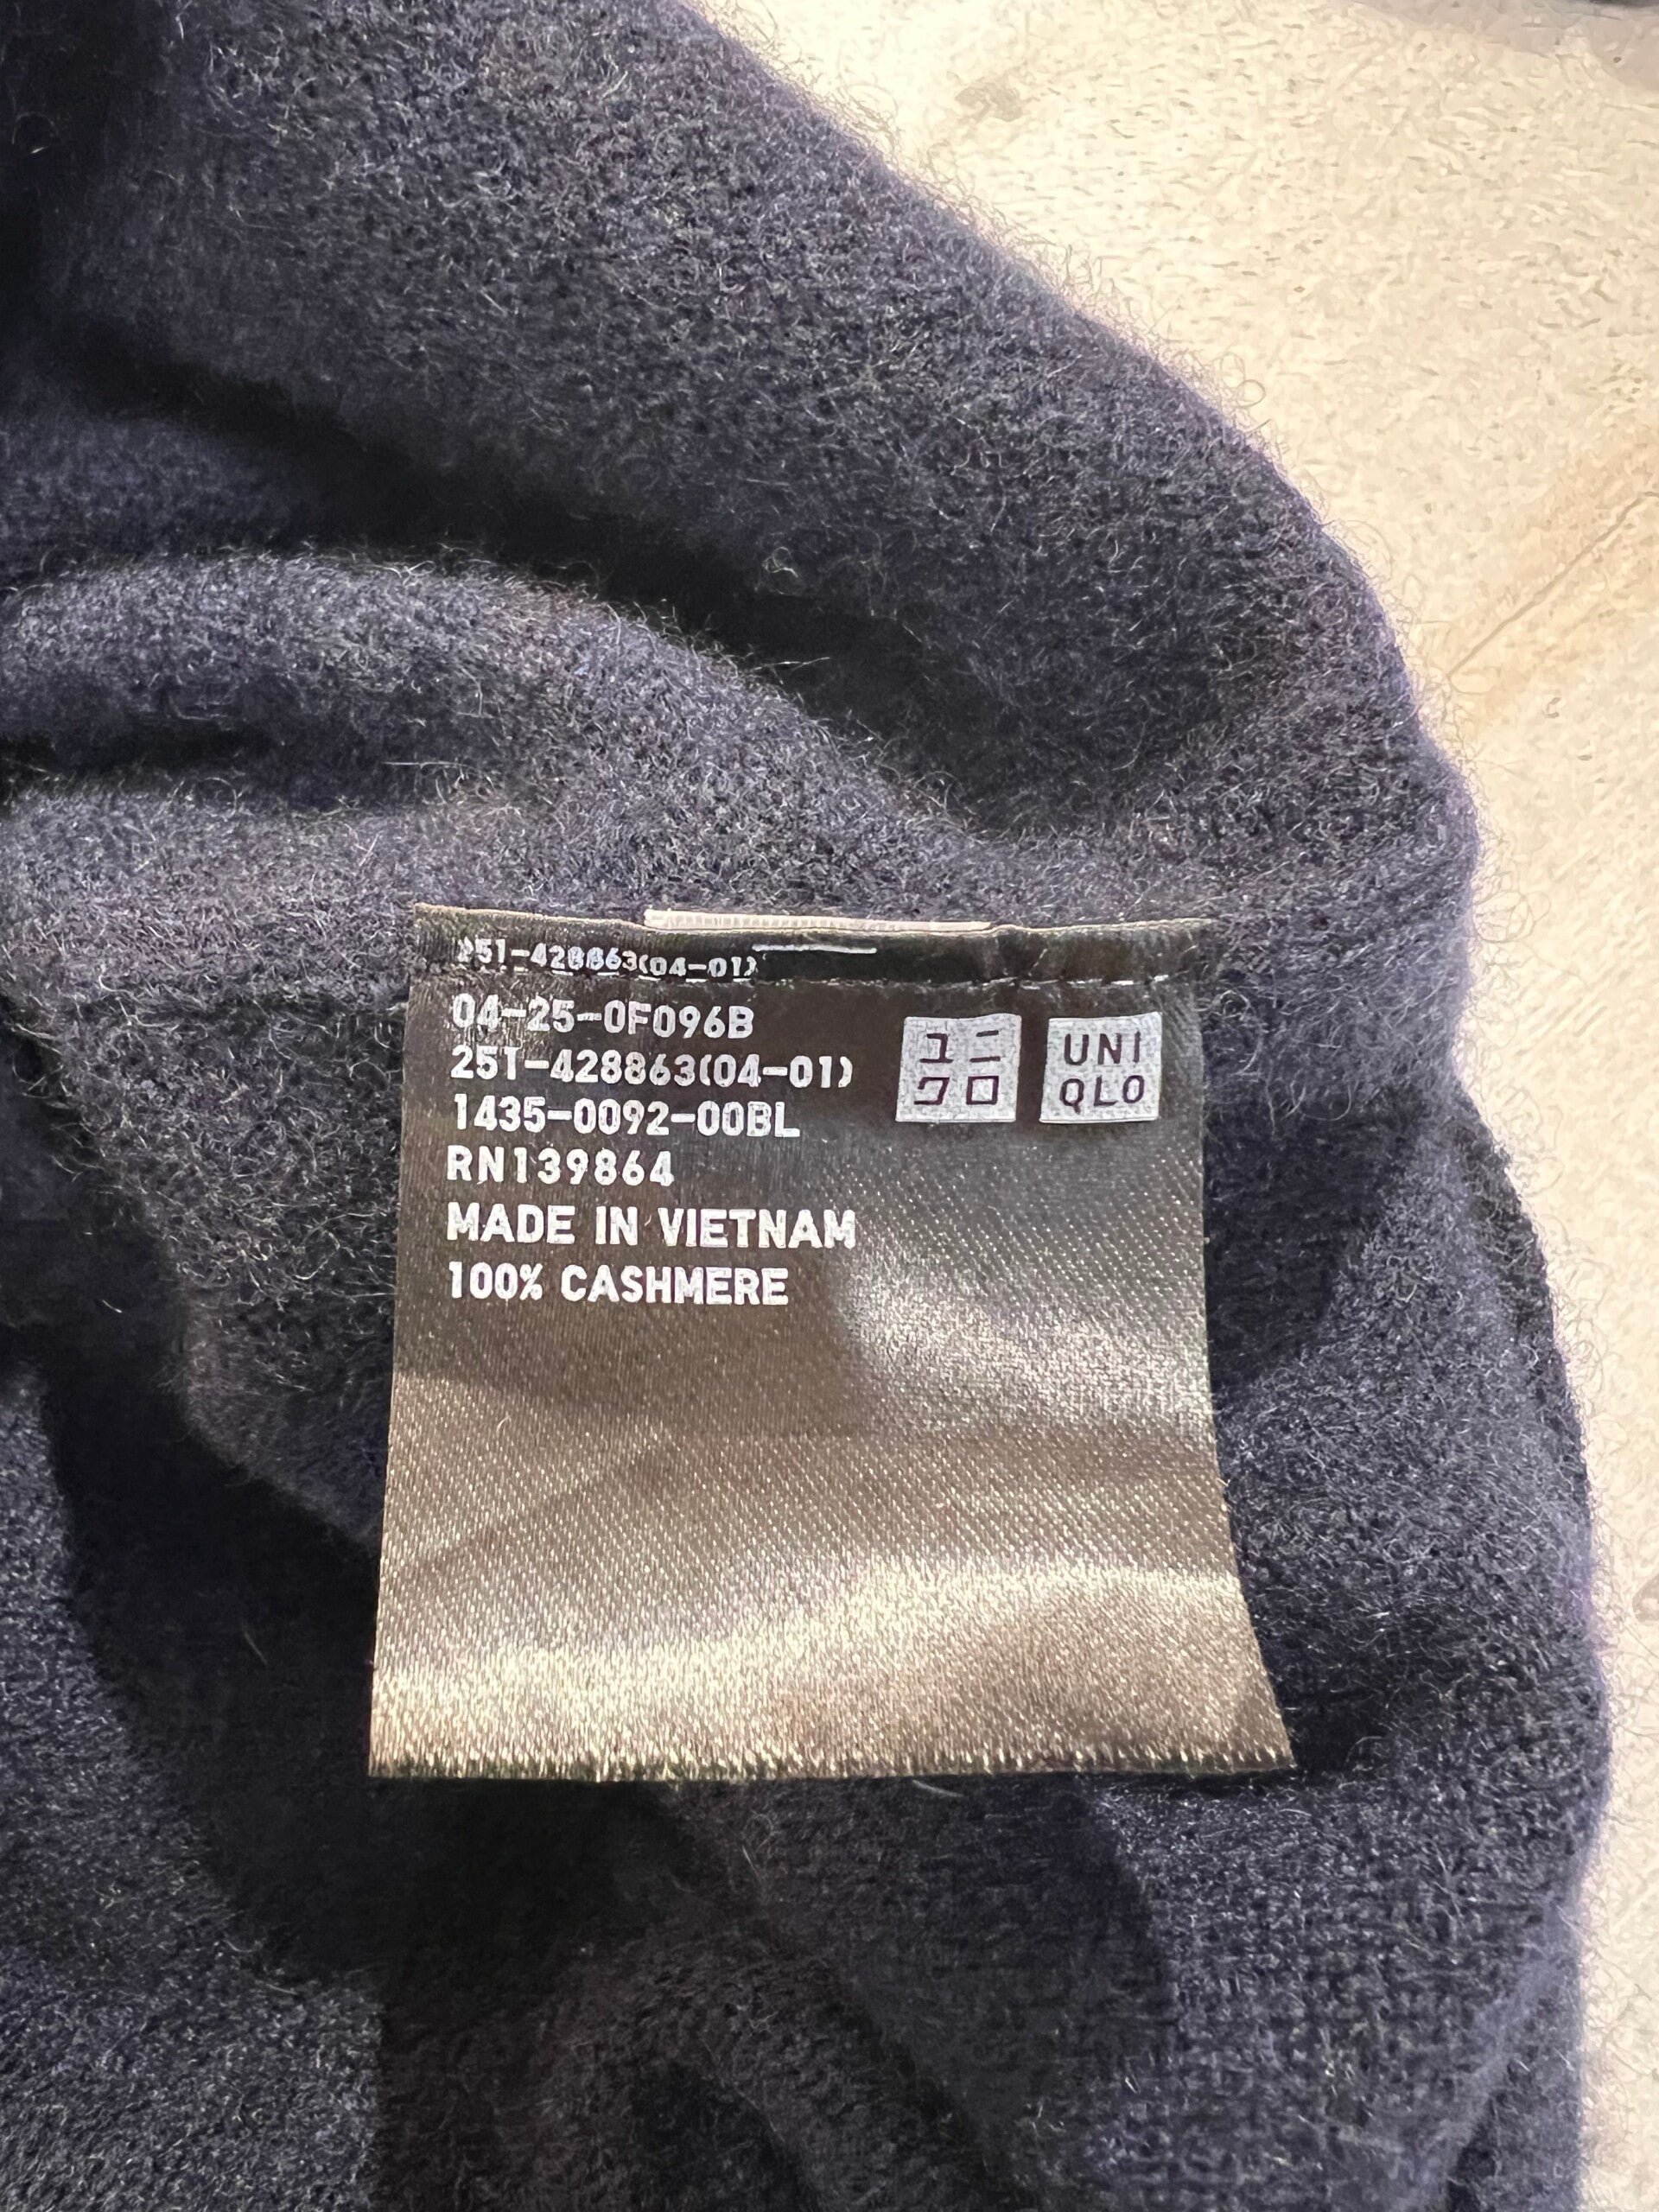 251-428863(04-01)
04-25-0F096B
251-428863(04-01)
1435-0092-00BL
RN139864
MADE IN VIETNAM
100% CASHMERE
ユニ
クロ
UNI
QLO